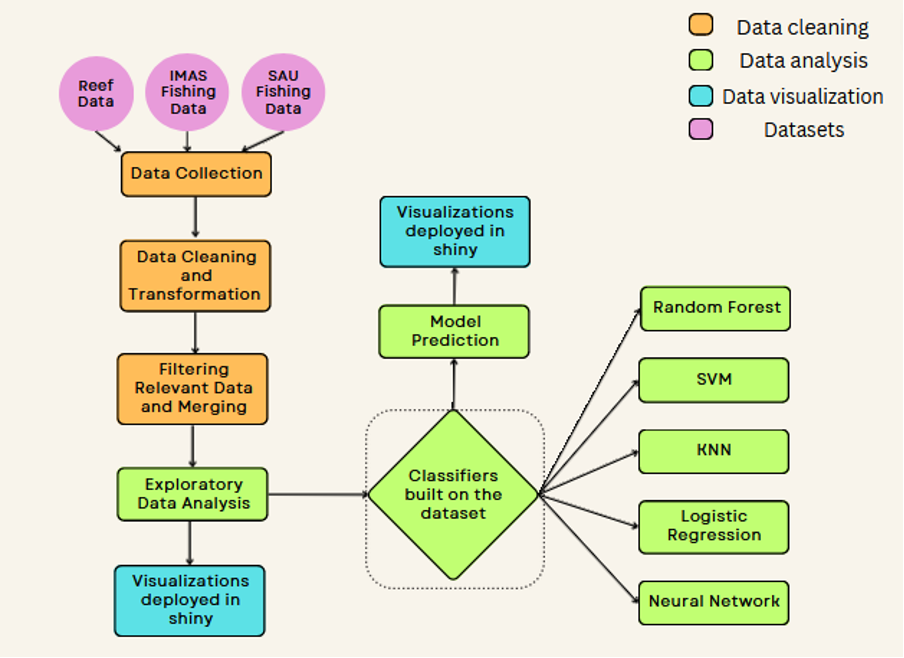 Data cleaning
Data analysis
Data visualization
Datasets
Reef
Data
IMAS
Fishing
Data
SAU
Fishing
Data
Data Collection
Data Cleaning
and
Transformation
Filtering
Relevant Data
and Merging
Exploratory
Data Analysis
Visualizations
deployed in
shiny
Visualizations
deployed in
shiny
Model
Prediction
Classifiers
built on the
dataset
Random Forest
SVM
KNN
Logistic
Regression
Neural Network